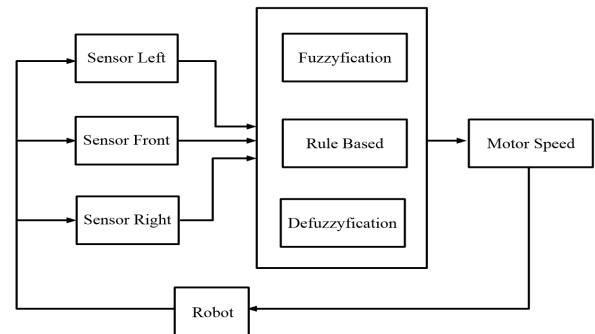 Sensor Left
Sensor Front
Sensor Right
Fuzzyfication
Rule Based
Defuzzyfication
Motor Speed
Robot